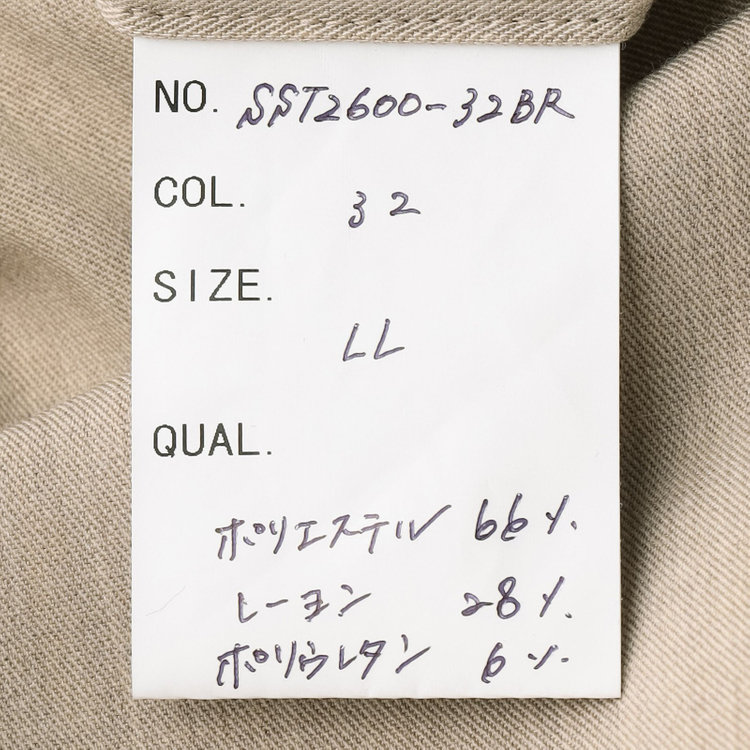 NO. SST2600-32BR
COL. 32
SIZE. LL
QUAL.
ポリエステル 66%
レーヨン 28%
ポリウレタン 6%